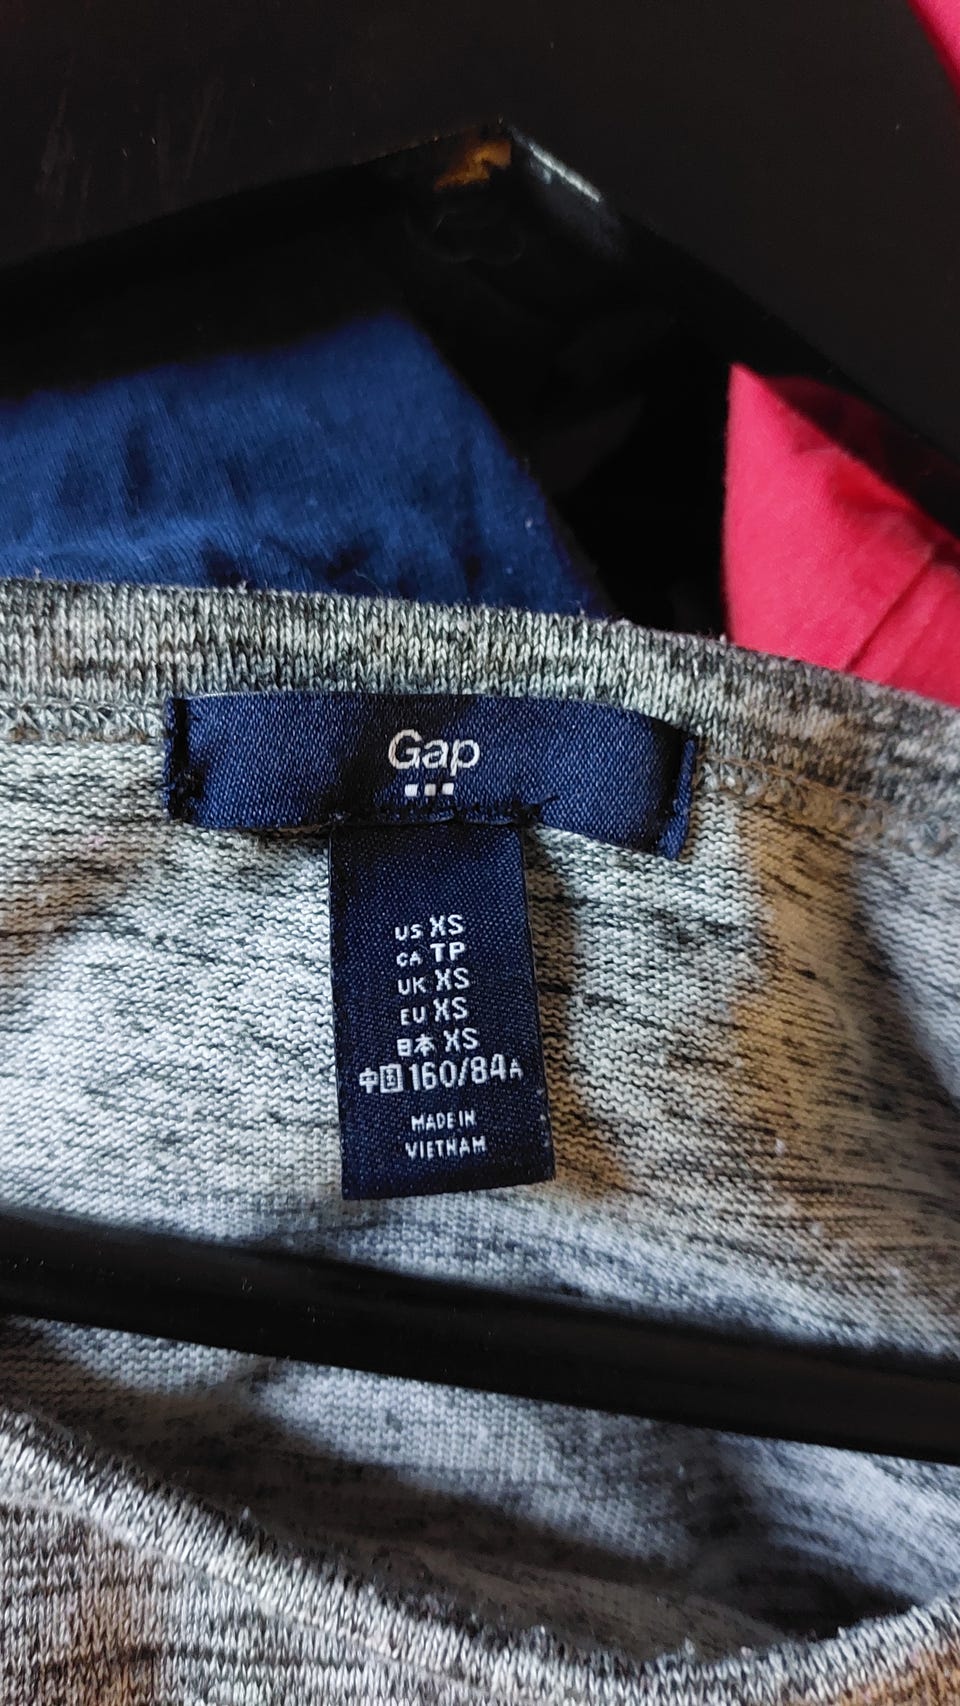 Gap
US XS
CA TP
UK XS
EU XS
日本 XS
中国 160/84A
MADE IN
VIETNAM